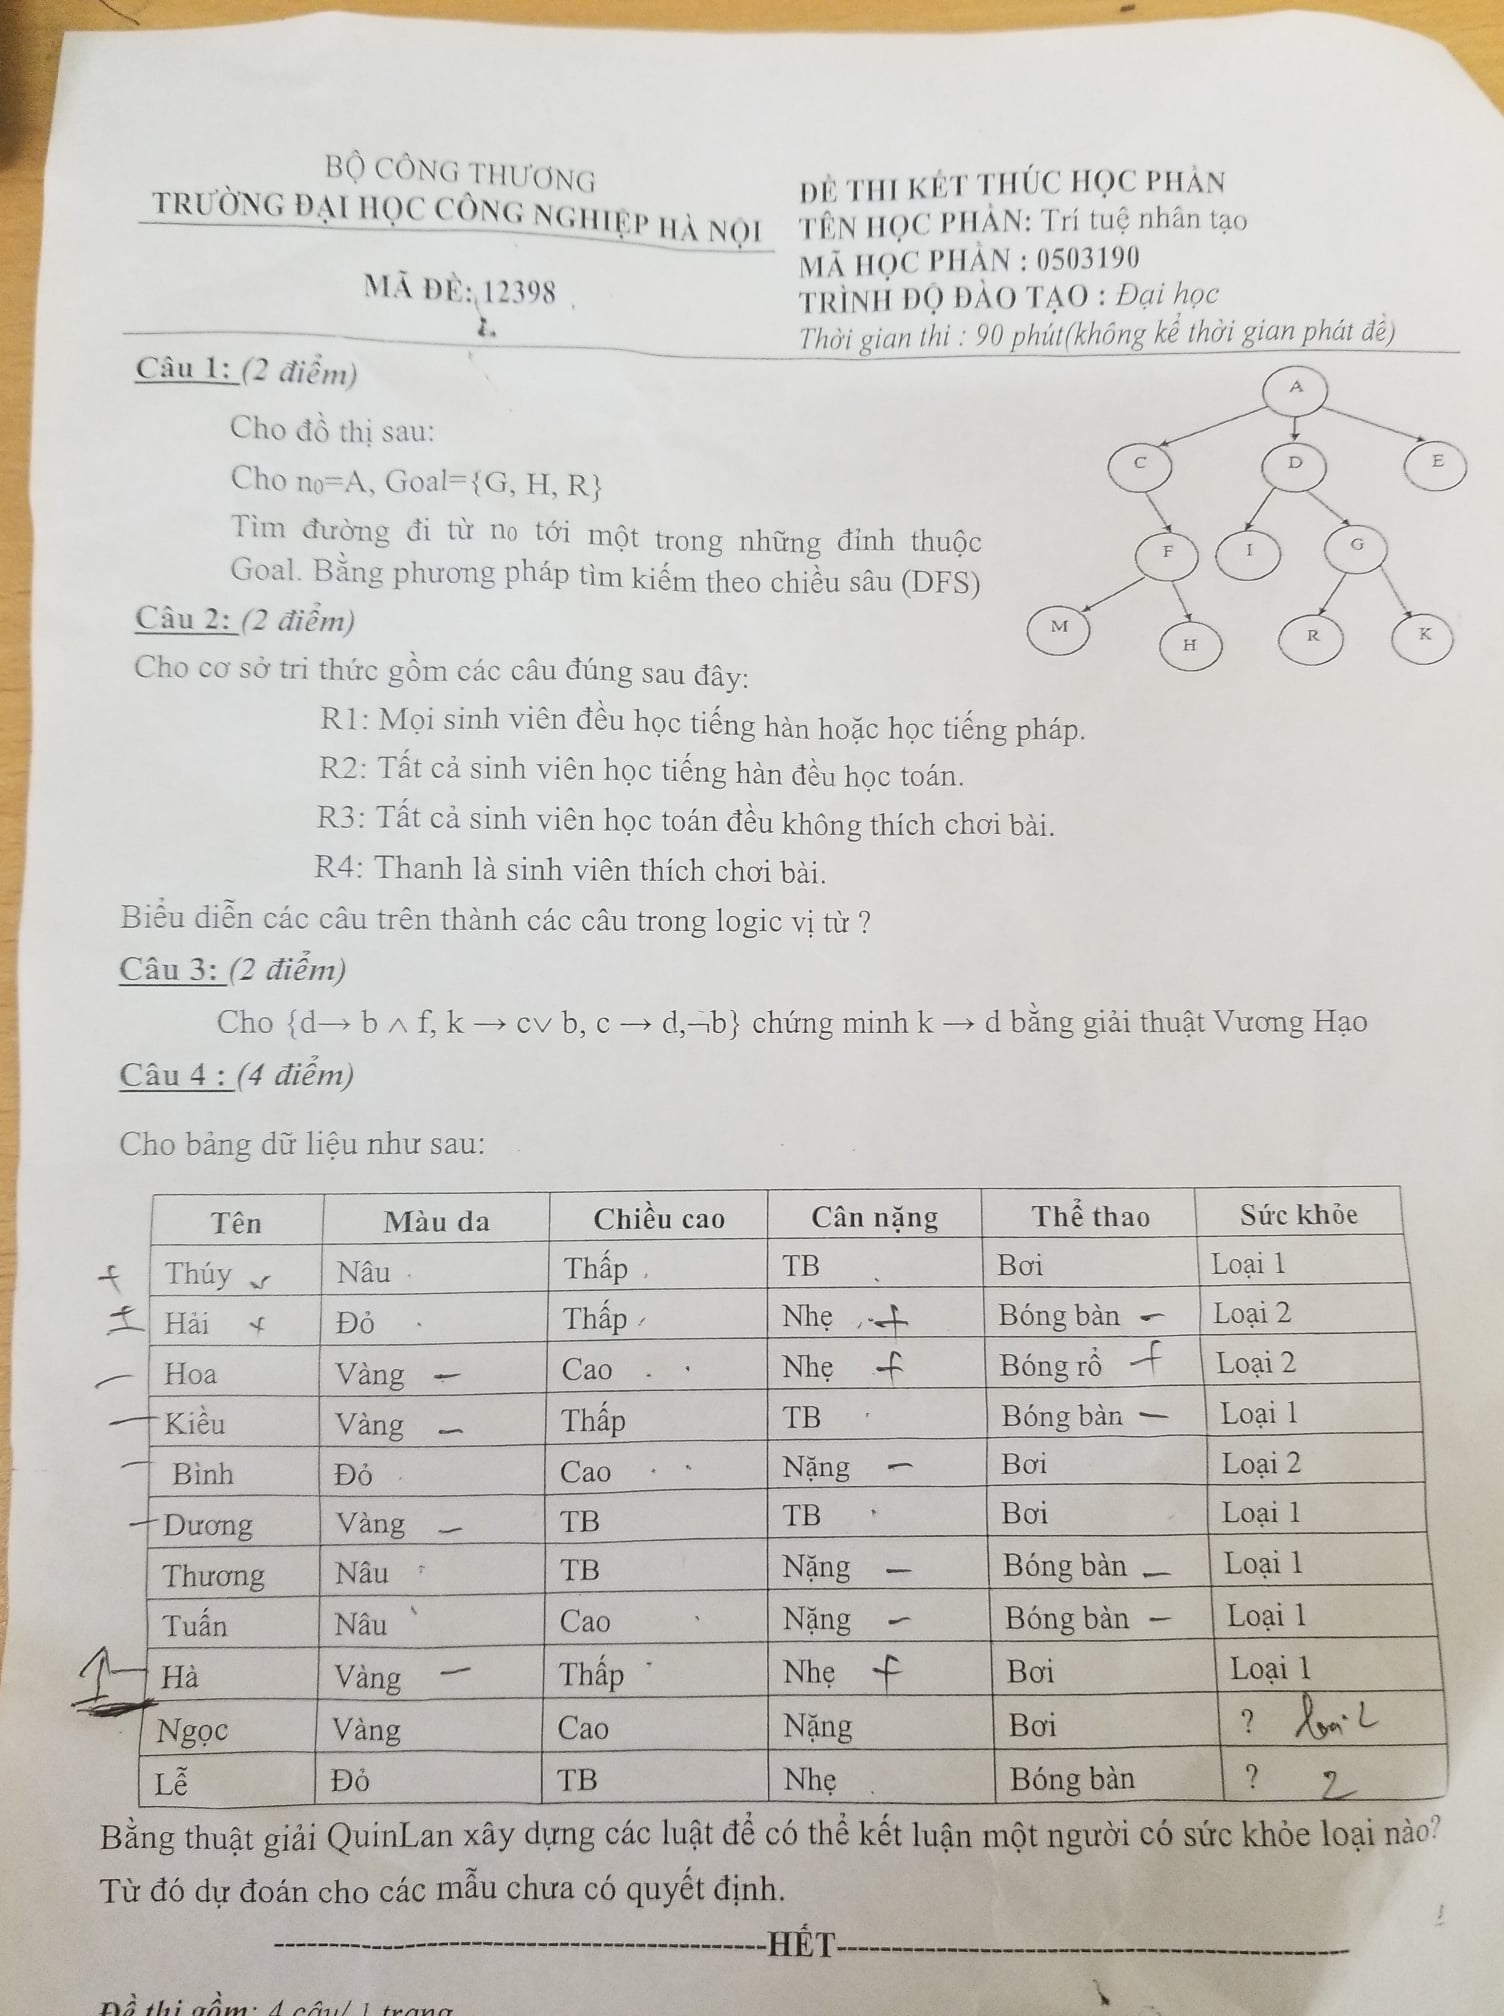 BỘ CÔNG THƯƠNG
TRƯỜNG ĐẠI HỌC CÔNG NGHIỆP HÀ NỘI
MÃ ĐỀ: 12398
2.
ĐỀ THI KẾT THÚC HỌC PHẦN
TÊN HỌC PHẦN: Trí tuệ nhân tạo
MÃ HỌC PHẦN : 0503190
TRÌNH ĐỘ ĐÀO TẠO : Đại học
Thời gian thi : 90 phút(không kể thời gian phát đề)
Câu 1: (2 điểm)
Cho đồ thị sau:
Cho n0=A, Goal={G, H, R}
Tìm đường đi từ n0 tới một trong những đỉnh thuộc
Goal. Bằng phương pháp tìm kiếm theo chiều sâu (DFS)
A
C D E
F I G
M H R K
Câu 2: (2 điểm)
Cho cơ sở tri thức gồm các câu đúng sau đây:
R1: Mọi sinh viên đều học tiếng hàn hoặc học tiếng pháp.
R2: Tất cả sinh viên học tiếng hàn đều học toán.
R3: Tất cả sinh viên học toán đều không thích chơi bài.
R4: Thanh là sinh viên thích chơi bài.
Biểu diễn các câu trên thành các câu trong logic vị từ ?
Câu 3: (2 điểm)
Cho {d→ b ∧ f, k → c∨ b, c → d,¬b} chứng minh k → d bằng giải thuật Vương Hạo
Câu 4 : (4 điểm)
Cho bảng dữ liệu như sau:
Tên Màu da Chiều cao Cân nặng Thể thao Sức khỏe
+ Thúy Nâu Thấp TB Bơi Loại 1
± Hải Đỏ Thấp Nhẹ + Bóng bàn – Loại 2
– Hoa Vàng – Cao Nhẹ + Bóng rổ + Loại 2
– Kiều Vàng – Thấp TB Bóng bàn – Loại 1
– Bình Đỏ Cao Nặng – Bơi Loại 2
– Dương Vàng – TB TB Bơi Loại 1
Thương Nâu TB Nặng – Bóng bàn – Loại 1
Tuấn Nâu Cao Nặng – Bóng bàn – Loại 1
Hà Vàng – Thấp Nhẹ + Bơi Loại 1
Ngọc Vàng Cao Nặng Bơi ? loại 2
Lễ Đỏ TB Nhẹ Bóng bàn ? 2
Bằng thuật giải QuinLan xây dựng các luật để có thể kết luận một người có sức khỏe loại nào?
Từ đó dự đoán cho các mẫu chưa có quyết định.
HẾT
Đề thi gồm: 4 câu/ 1 trang